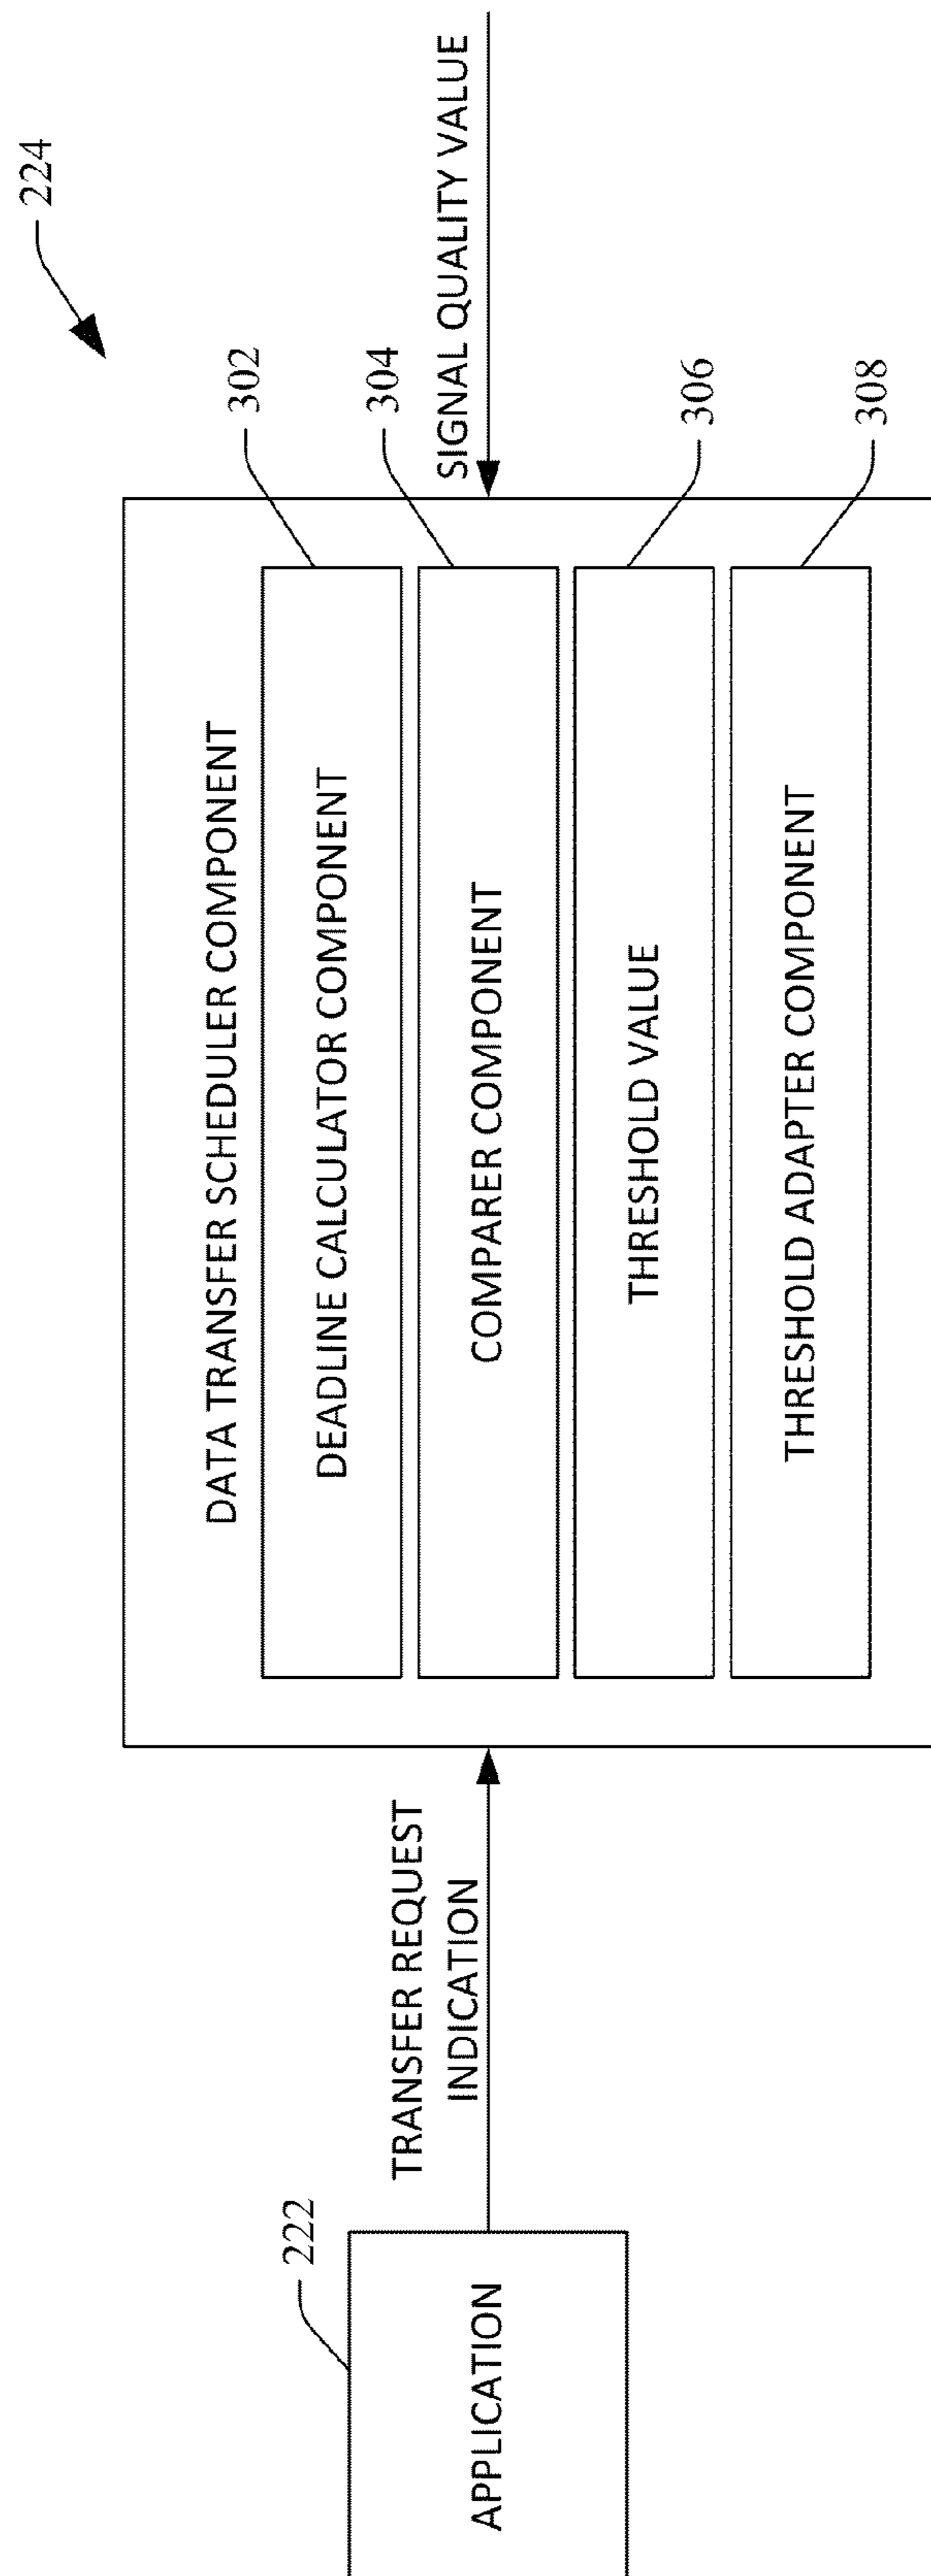 224
DATA TRANSFER SCHEDULER COMPONENT
302
DEADLINE CALCULATOR COMPONENT
304
COMPARER COMPONENT
306
THRESHOLD VALUE
308
THRESHOLD ADAPTER COMPONENT
SIGNAL QUALITY VALUE
TRANSFER REQUEST
INDICATION
222
APPLICATION